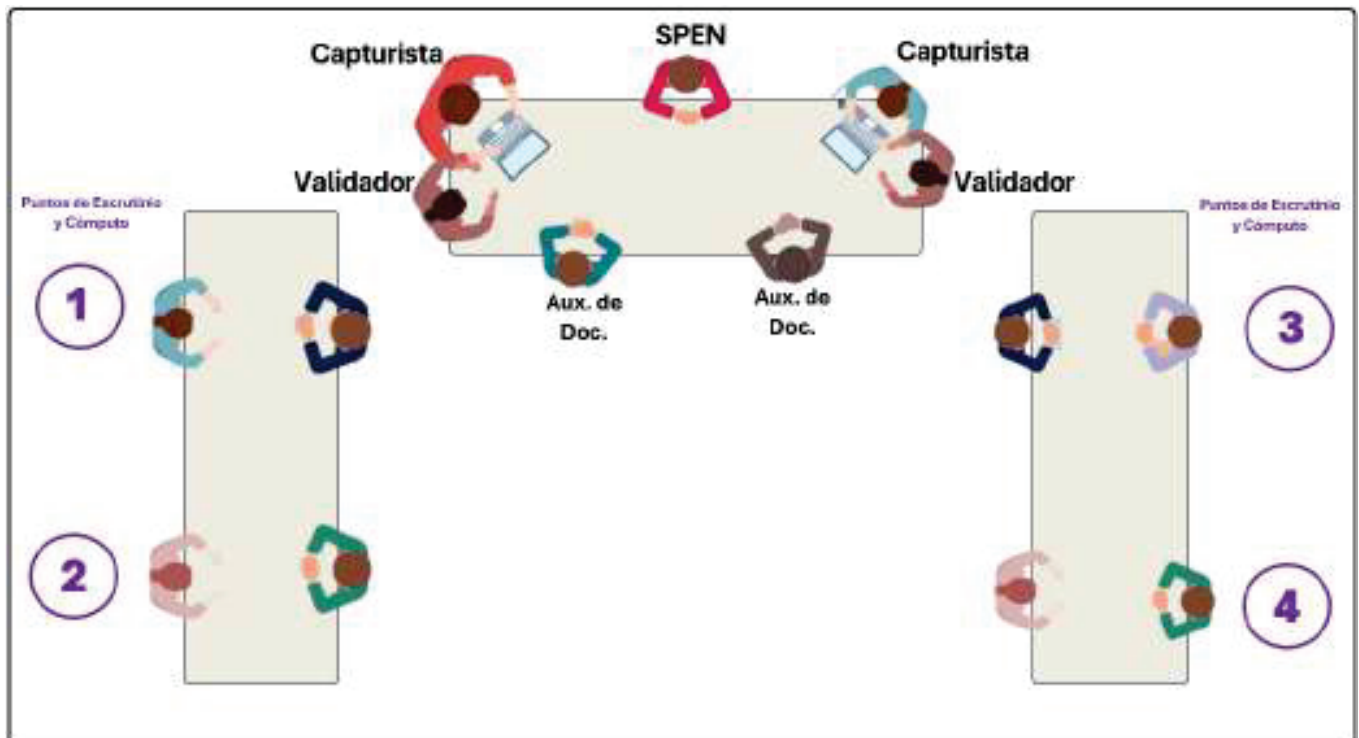 SPEN
Capturista
Capturista
Validador
Validador
Puntos de Escrutinio
y Cómputo
Puntos de Escrutinio
y Cómputo
1
3
Aux. de
Doc.
Aux. de
Doc.
2
4